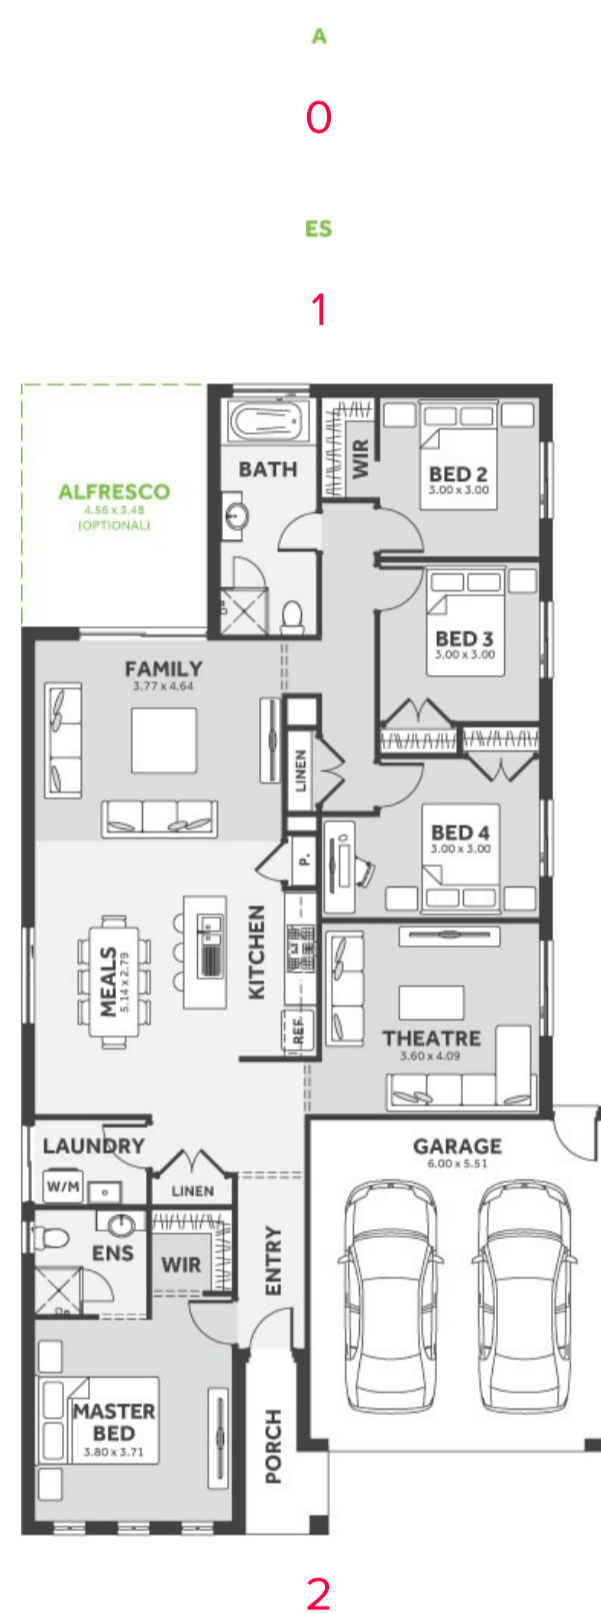 A
0
ES
1
BATH
WIR
BED 2
3.00 x 3.00
ALFRESCO
4.56 x 3.48
(OPTIONAL)
BED 3
3.00 x 3.00
FAMILY
3.77 x 4.64
LINEN
BED 4
3.00 x 3.00
P.
KITCHEN
MEALS
5.14 x 2.79
REF.
THEATRE
3.60 x 4.09
LAUNDRY
W/M
LINEN
GARAGE
6.00 x 5.51
ENS
WIR
ENTRY
MASTER
BED
3.80 x 3.71
PORCH
2